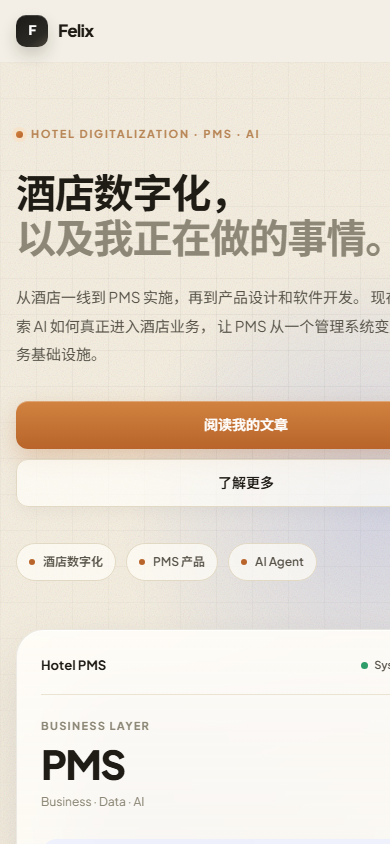 F
Felix
HOTEL DIGITALIZATION · PMS · AI
酒店数字化，
以及我正在做的事情。
从酒店一线到 PMS 实施，再到产品设计和软件开发。 现在
索 AI 如何真正进入酒店业务， 让 PMS 从一个管理系统变
务基础设施。
阅读我的文章
了解更多
酒店数字化
PMS 产品
AI Agent
Hotel PMS
Sys
BUSINESS LAYER
PMS
Business · Data · AI